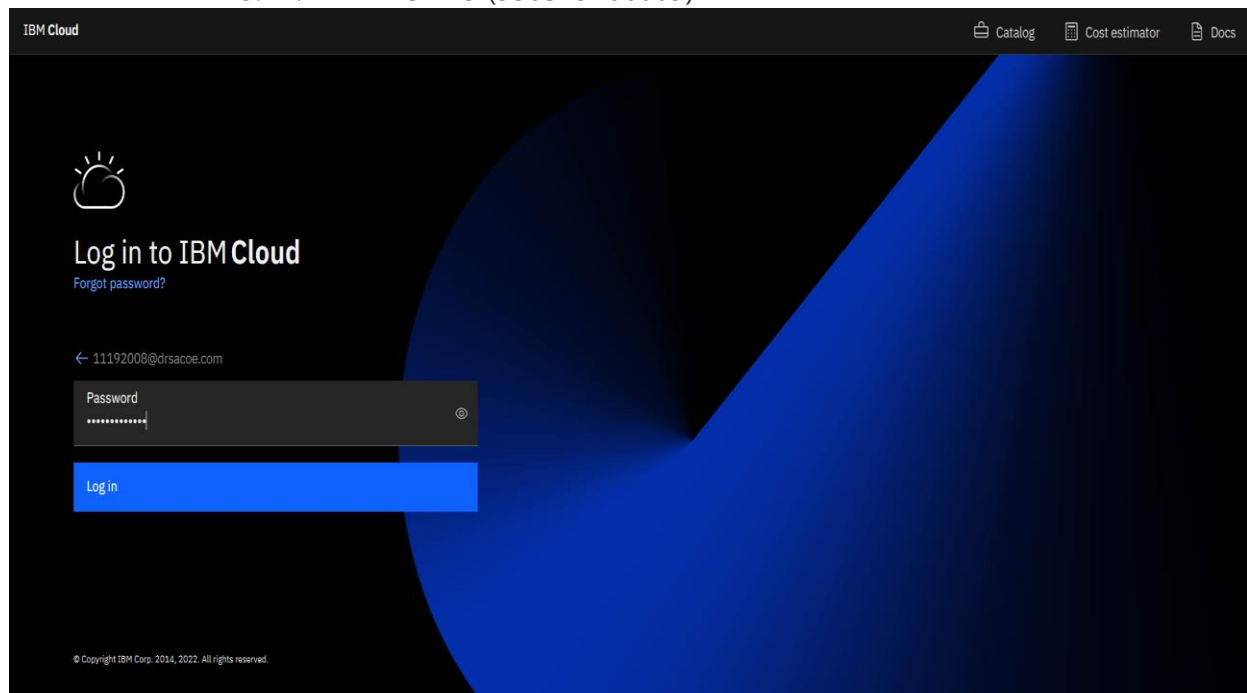 IBM Cloud
Catalog
Cost estimator
Docs
Log in to IBM Cloud
Forgot password?
← 11192008@drsacoe.com
Password
•••••••••••••
Log in
© Copyright IBM Corp. 2014, 2022. All rights reserved.